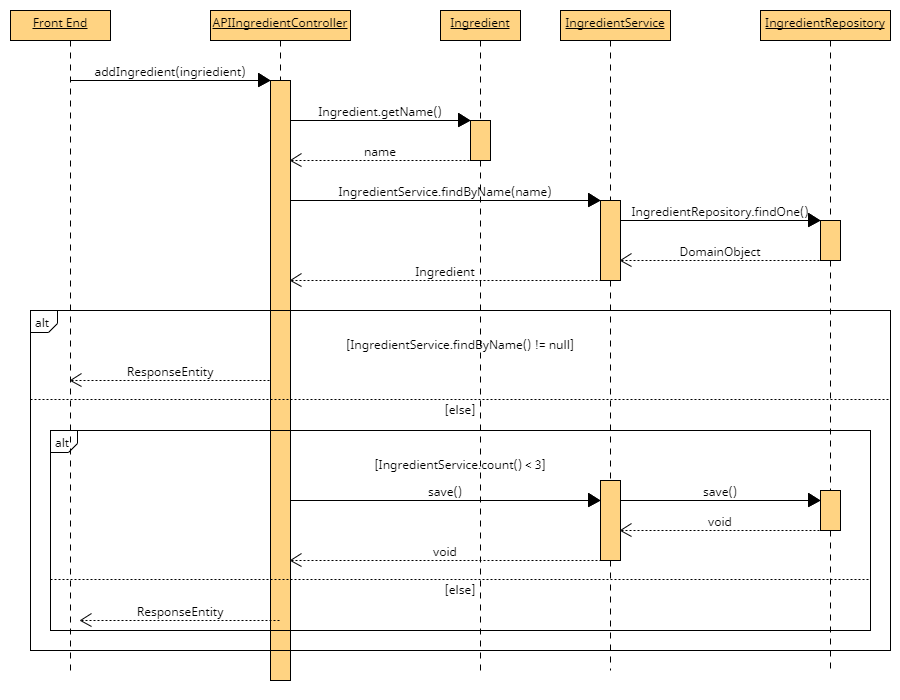 Front End
APIIngredientController
Ingredient
IngredientService
IngredientRepository
addIngredient(ingriedient)
Ingredient.getName()
name
IngredientService.findByName(name)
IngredientRepository.findOne()
DomainObject
Ingredient
alt
[IngredientService.findByName() != null]
ResponseEntity
[else]
alt
[IngredientService.count() < 3]
save()
save()
void
void
[else]
ResponseEntity